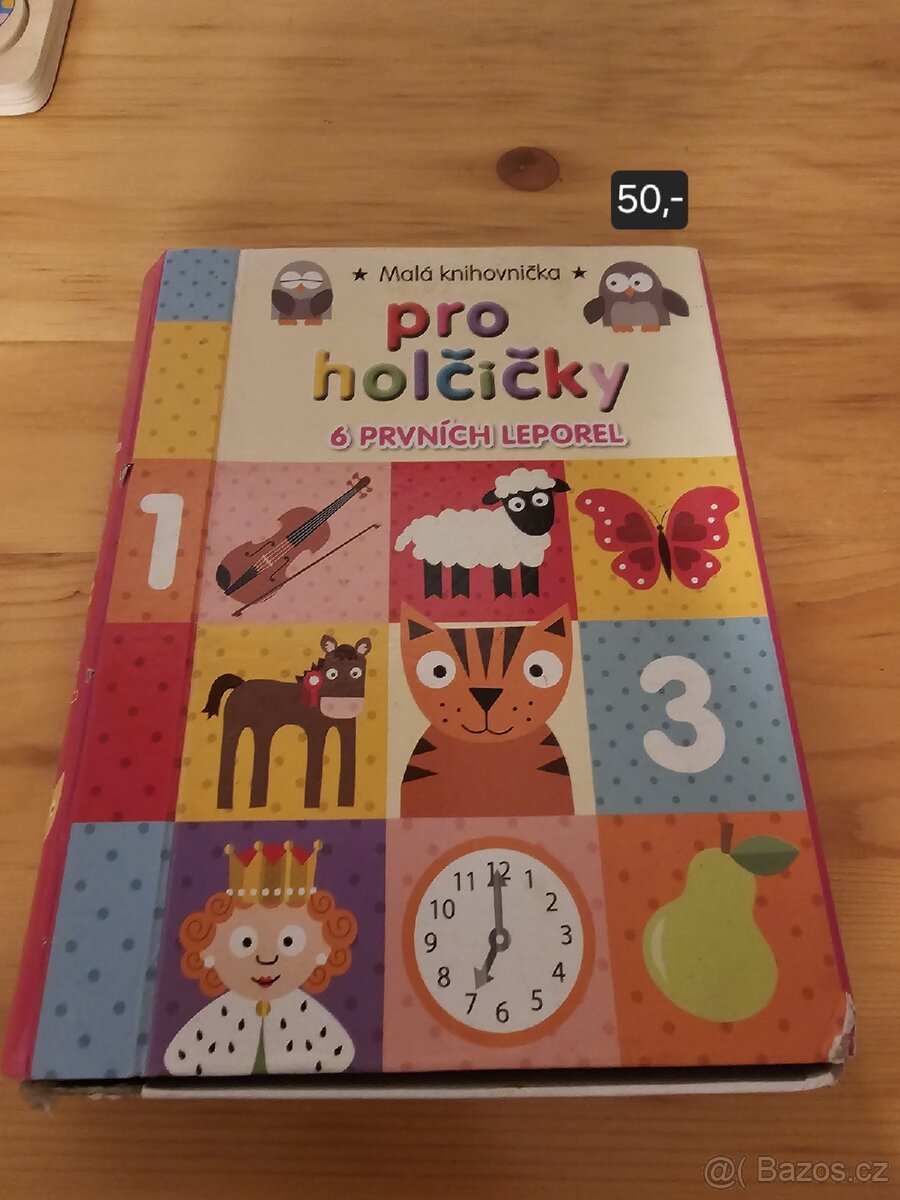 50,-
★ Malá knihovnička ★
pro
holčičky
6 PRVNÍCH LEPOREL
1
3
12
11 1
10 2
9 3
8 4
7 6 5
@( Bazos.cz